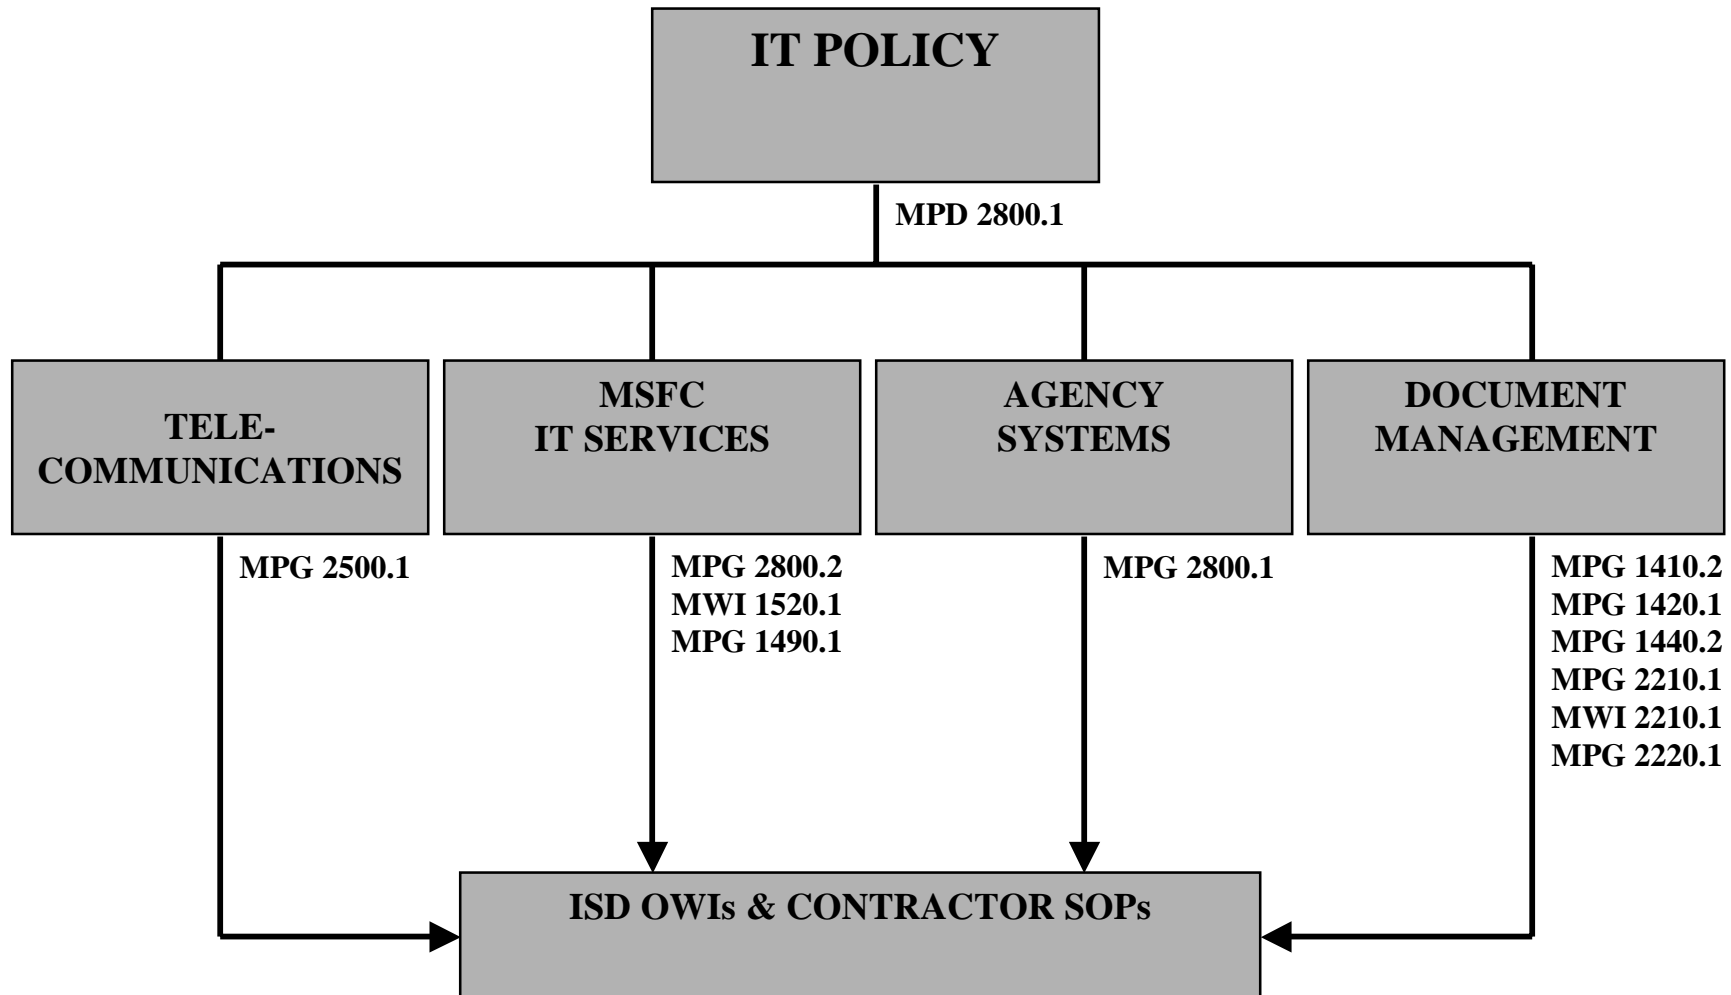 IT POLICY
MPD 2800.1
TELE-
COMMUNICATIONS
MSFC
IT SERVICES
AGENCY
SYSTEMS
DOCUMENT
MANAGEMENT
MPG 2500.1
MPG 2800.2
MWI 1520.1
MPG 1490.1
MPG 2800.1
MPG 1410.2
MPG 1420.1
MPG 1440.2
MPG 2210.1
MWI 2210.1
MPG 2220.1
ISD OWIs & CONTRACTOR SOPs